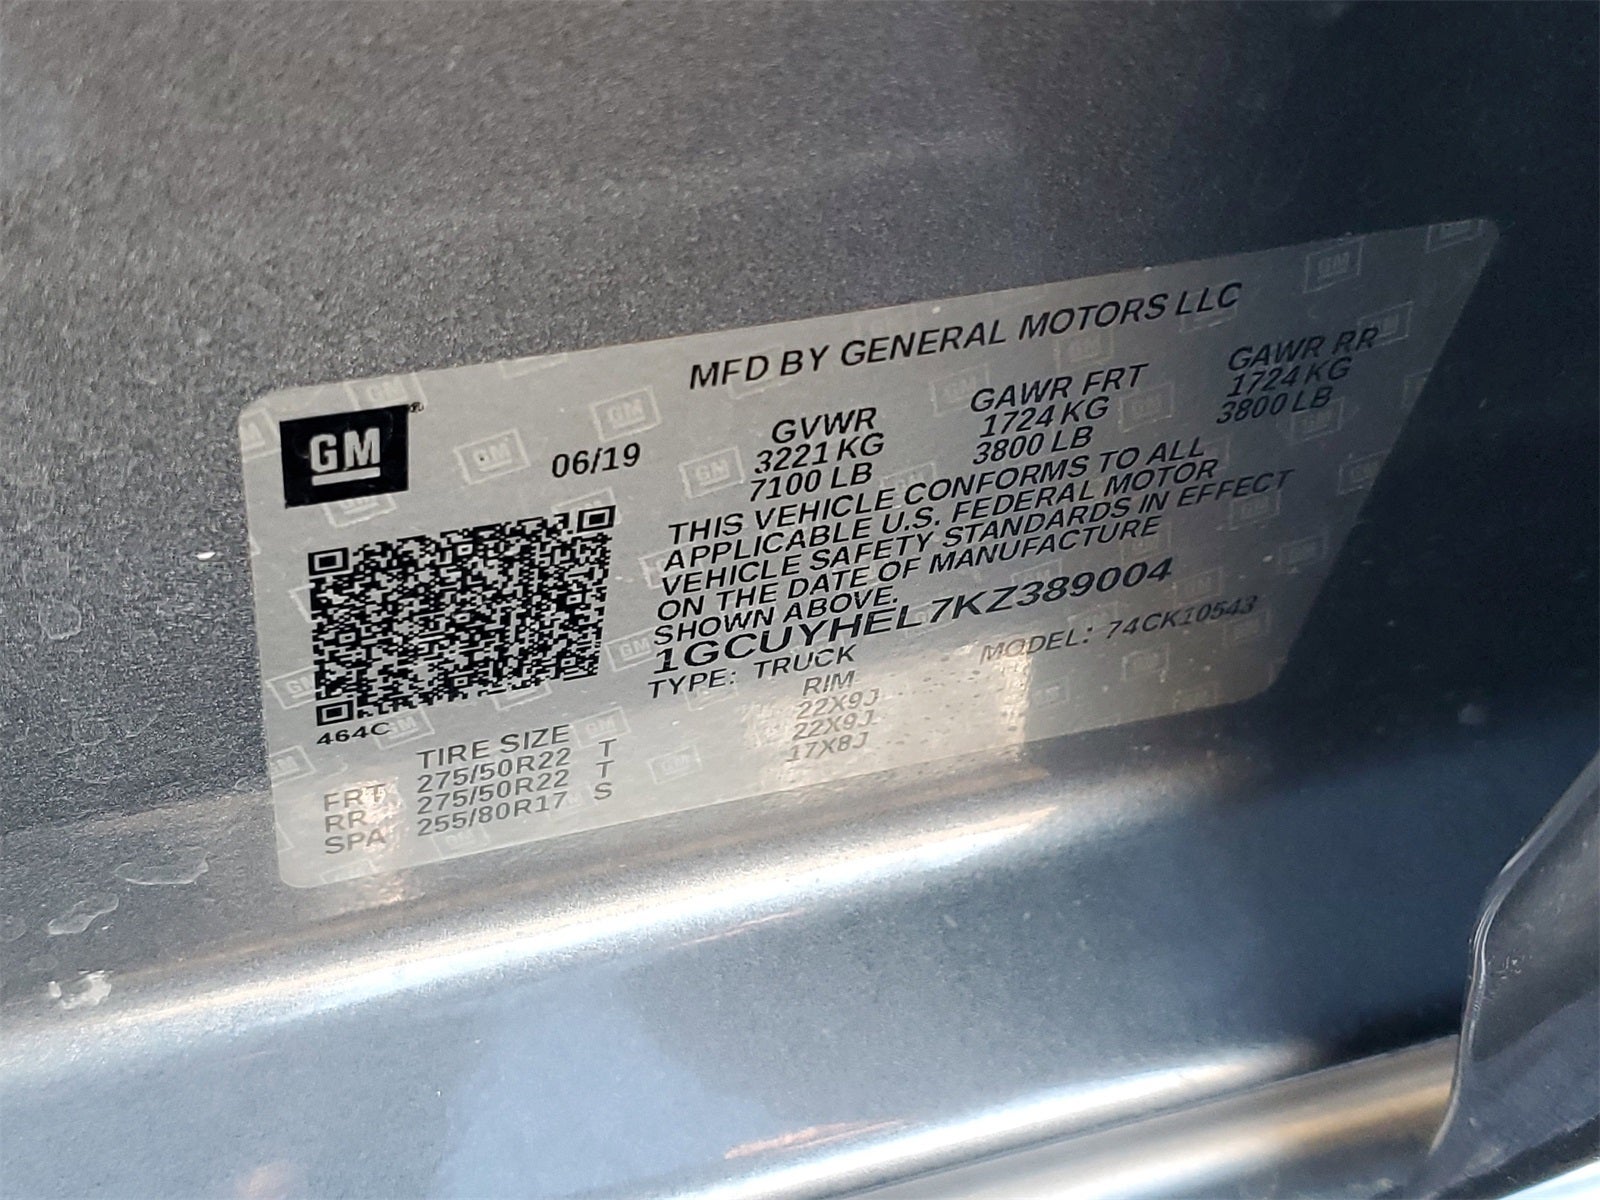 MFD BY GENERAL MOTORS LLC
GM
06/19
GVWR GAWR FRT GAWR RR
3221 KG 1724 KG 1724 KG
7100 LB 3800 LB 3800 LB
THIS VEHICLE CONFORMS TO ALL
APPLICABLE U.S. FEDERAL MOTOR
VEHICLE SAFETY STANDARDS IN EFFECT
ON THE DATE OF MANUFACTURE
SHOWN ABOVE.
1GCUYHEL7KZ389004
TYPE: TRUCK MODEL: 74CK10543
464C
TIRE SIZE RIM
FRT 275/50R22 T 22X9J
RR 275/50R22 T 22X9J
SPA 255/80R17 S 17X8J